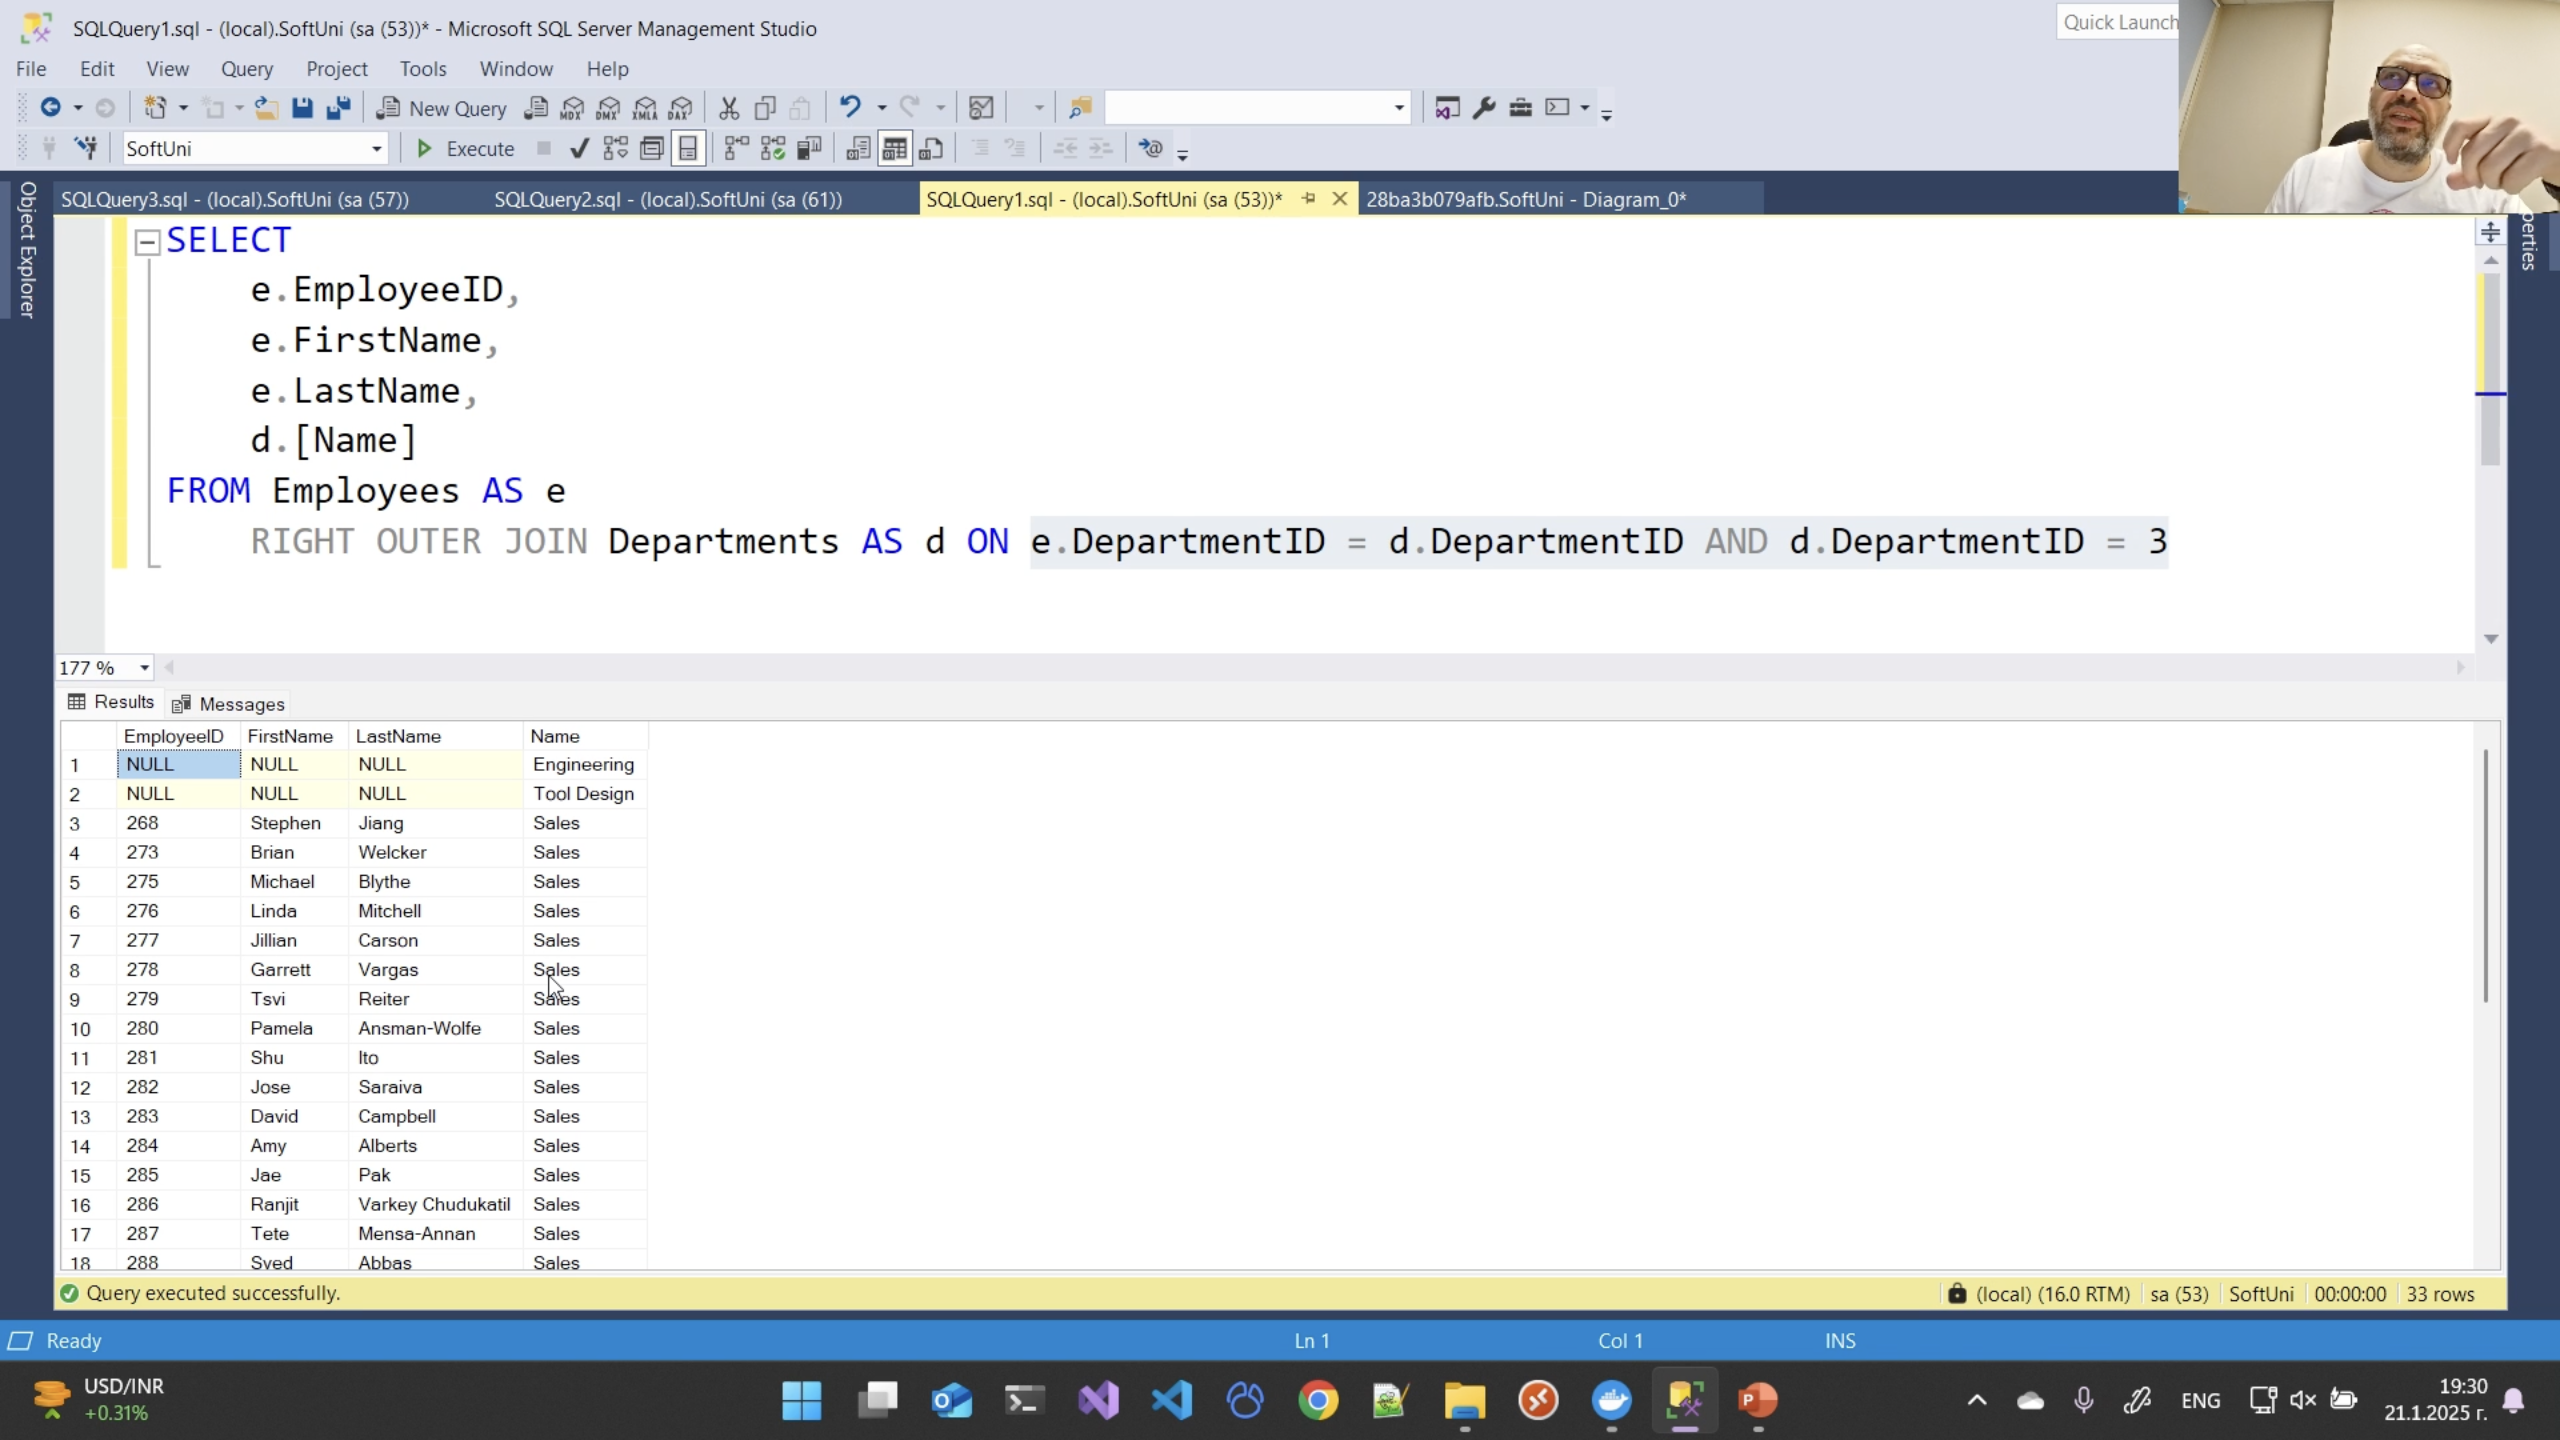 SQLQuery1.sql - (local).SoftUni (sa (53))* - Microsoft SQL Server Management Studio
Quick Launch
File Edit View Query Project Tools Window Help
New Query MDX DMX XMLA DAX
SoftUni Execute
SQLQuery3.sql - (local).SoftUni (sa (57)) SQLQuery2.sql - (local).SoftUni (sa (61)) SQLQuery1.sql - (local).SoftUni (sa (53))* 28ba3b079afb.SoftUni - Diagram_0*
Object Explorer
perties
SELECT
e.EmployeeID,
e.FirstName,
e.LastName,
d.[Name]
FROM Employees AS e
RIGHT OUTER JOIN Departments AS d ON e.DepartmentID = d.DepartmentID AND d.DepartmentID = 3
177 %
Results Messages
EmployeeID FirstName LastName Name
1 NULL NULL NULL Engineering
2 NULL NULL NULL Tool Design
3 268 Stephen Jiang Sales
4 273 Brian Welcker Sales
5 275 Michael Blythe Sales
6 276 Linda Mitchell Sales
7 277 Jillian Carson Sales
8 278 Garrett Vargas Sales
9 279 Tsvi Reiter Sales
10 280 Pamela Ansman-Wolfe Sales
11 281 Shu Ito Sales
12 282 Jose Saraiva Sales
13 283 David Campbell Sales
14 284 Amy Alberts Sales
15 285 Jae Pak Sales
16 286 Ranjit Varkey Chudukatil Sales
17 287 Tete Mensa-Annan Sales
18 288 Syed Abbas Sales
Query executed successfully. (local) (16.0 RTM) sa (53) SoftUni 00:00:00 33 rows
Ready Ln 1 Col 1 INS
USD/INR
+0.31%
ENG
19:30
21.1.2025 г.